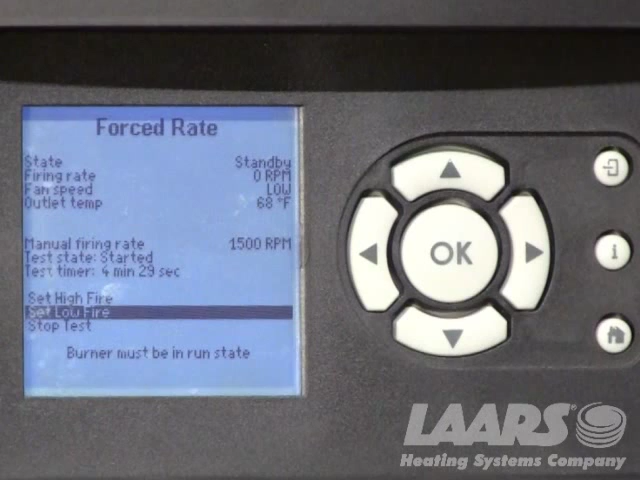 Forced Rate
State Standby
Firing rate 0 RPM
Fan speed LOW
Outlet temp 68 °F
Manual firing rate 1500 RPM
Test state: Started
Test timer: 4 min 29 sec
Set High Fire
Set Low Fire
Stop Test
Burner must be in run state
OK
i
LAARS®
Heating Systems Company